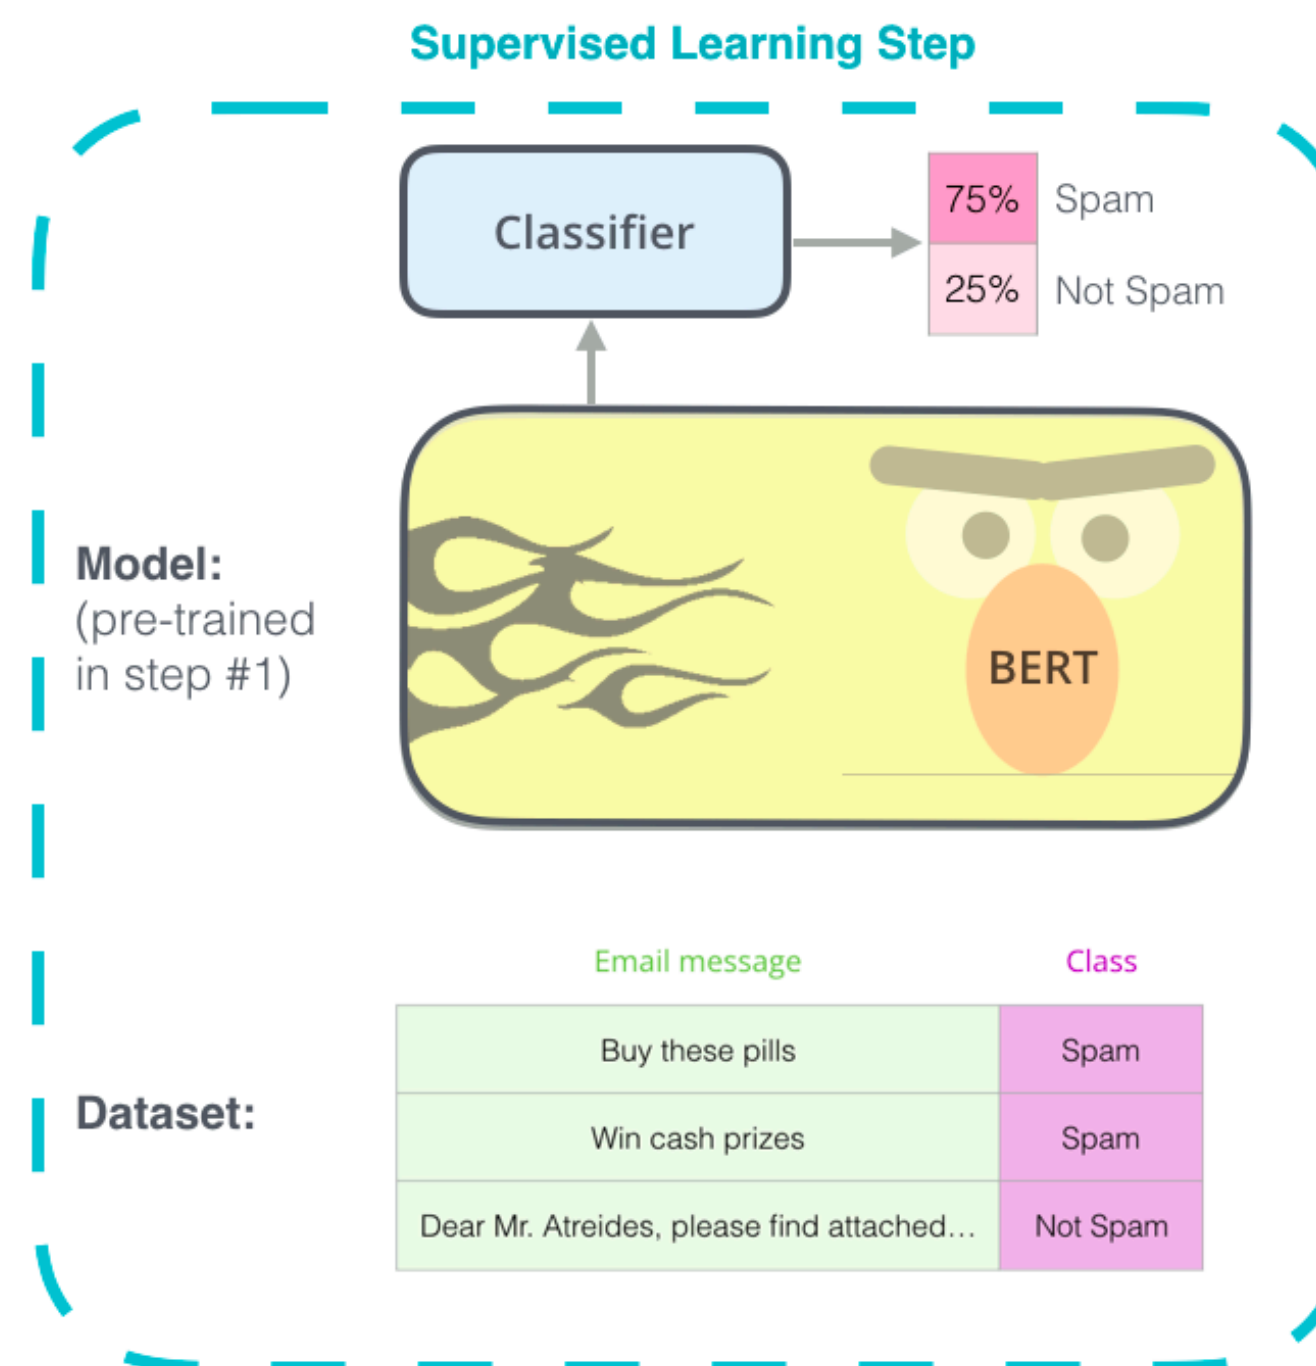 Supervised Learning Step
Classifier
75% Spam
25% Not Spam
Model:
(pre-trained
in step #1)
BERT
Email message Class
Dataset:
Buy these pills Spam
Win cash prizes Spam
Dear Mr. Atreides, please find attached... Not Spam